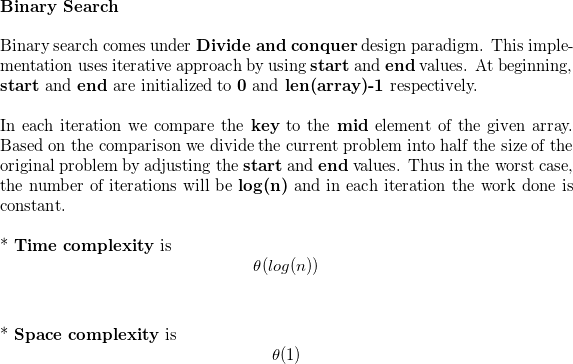 Binary Search
Binary search comes under Divide and conquer design paradigm. This imple-
mentation uses iterative approach by using start and end values. At beginning,
start and end are initialized to 0 and len(array)-1 respectively.
In each iteration we compare the key to the mid element of the given array.
Based on the comparison we divide the current problem into half the size of the
original problem by adjusting the start and end values. Thus in the worst case,
the number of iterations will be log(n) and in each iteration the work done is
constant.
* Time complexity is
θ(log(n))
* Space complexity is
θ(1)